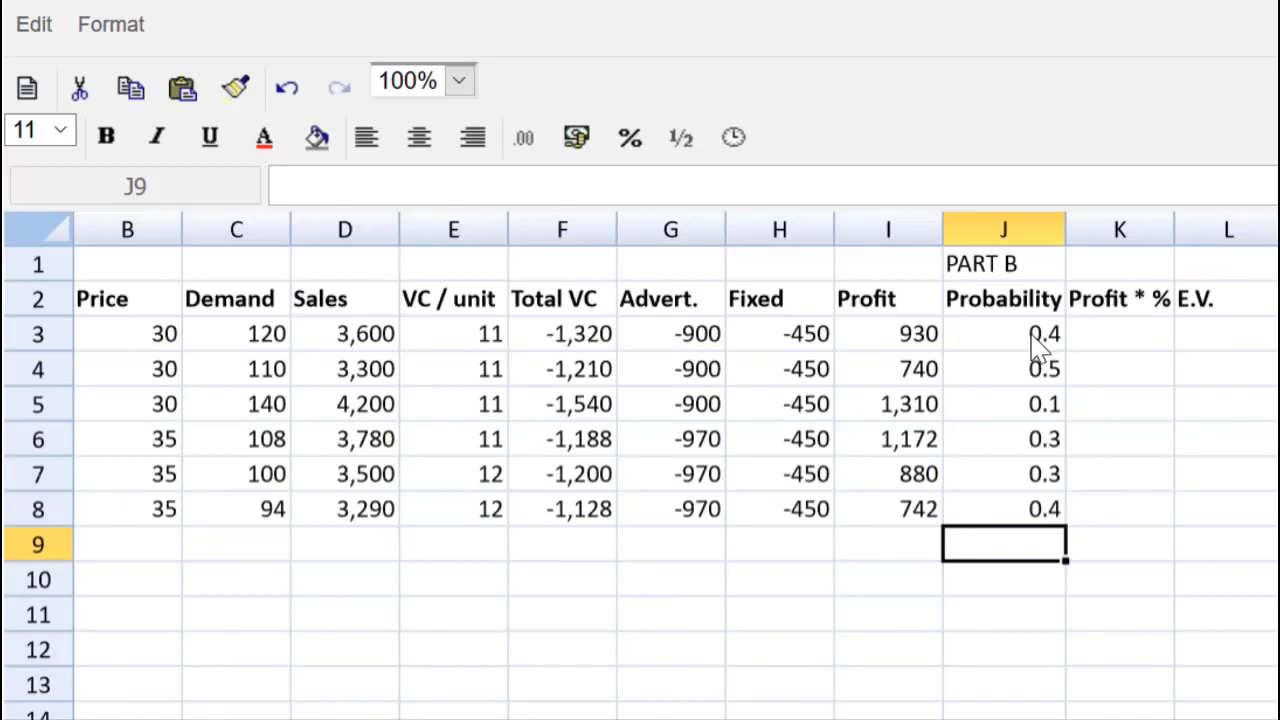 Edit Format
100%
11 B I U A .00 % 1/2
J9
B C D E F G H I J K L
1 PART B
2 Price Demand Sales VC / unit Total VC Advert. Fixed Profit Probability Profit * % E.V.
3 30 120 3,600 11 -1,320 -900 -450 930 0.4
4 30 110 3,300 11 -1,210 -900 -450 740 0.5
5 30 140 4,200 11 -1,540 -900 -450 1,310 0.1
6 35 108 3,780 11 -1,188 -970 -450 1,172 0.3
7 35 100 3,500 12 -1,200 -970 -450 880 0.3
8 35 94 3,290 12 -1,128 -970 -450 742 0.4
9
10
11
12
13
14